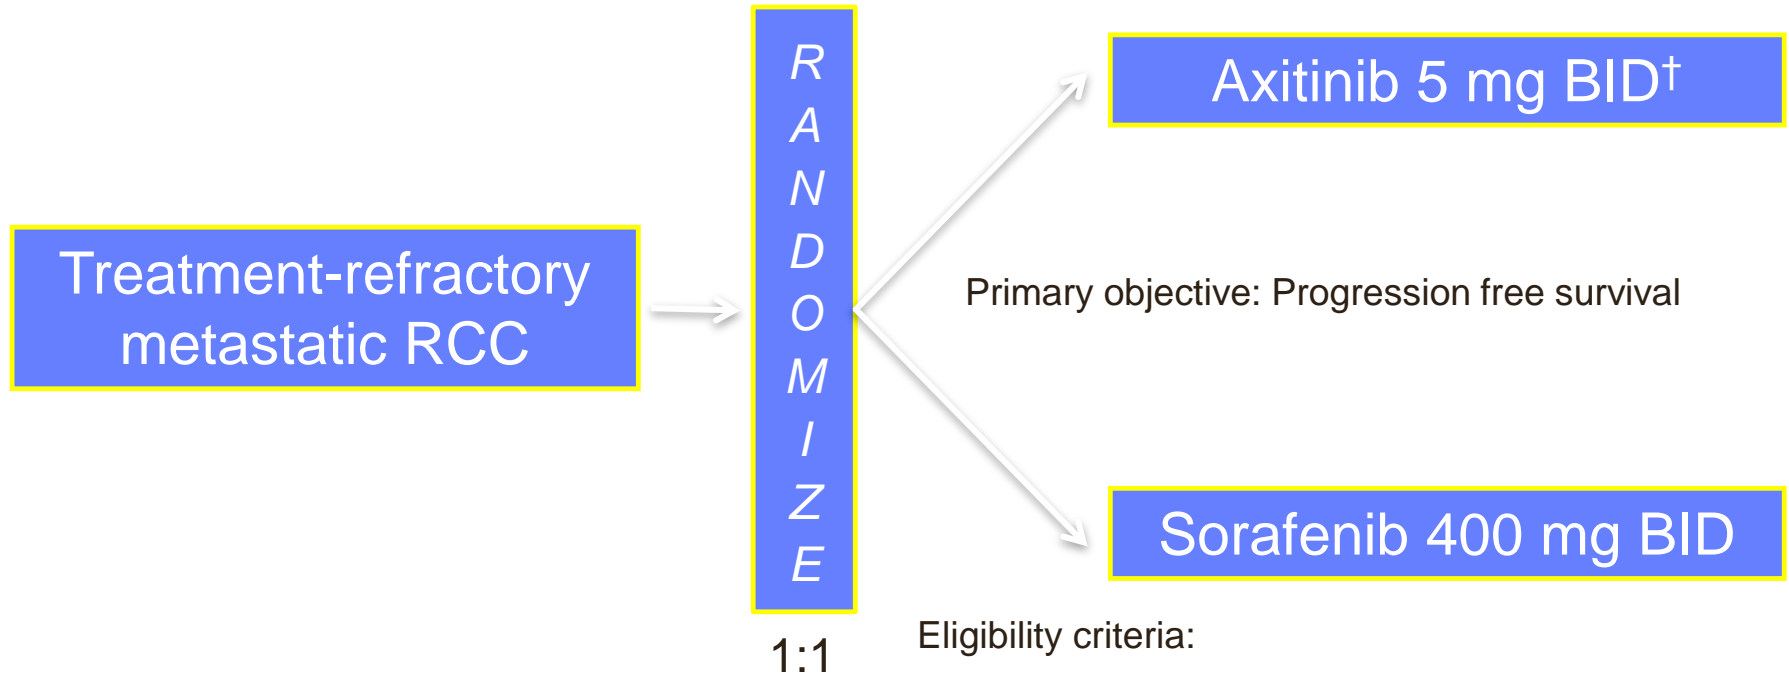 Treatment-refractory
metastatic RCC
R
A
N
D
O
M
I
Z
E
1:1
Axitinib 5 mg BID†
Primary objective: Progression free survival
Sorafenib 400 mg BID
Eligibility criteria: